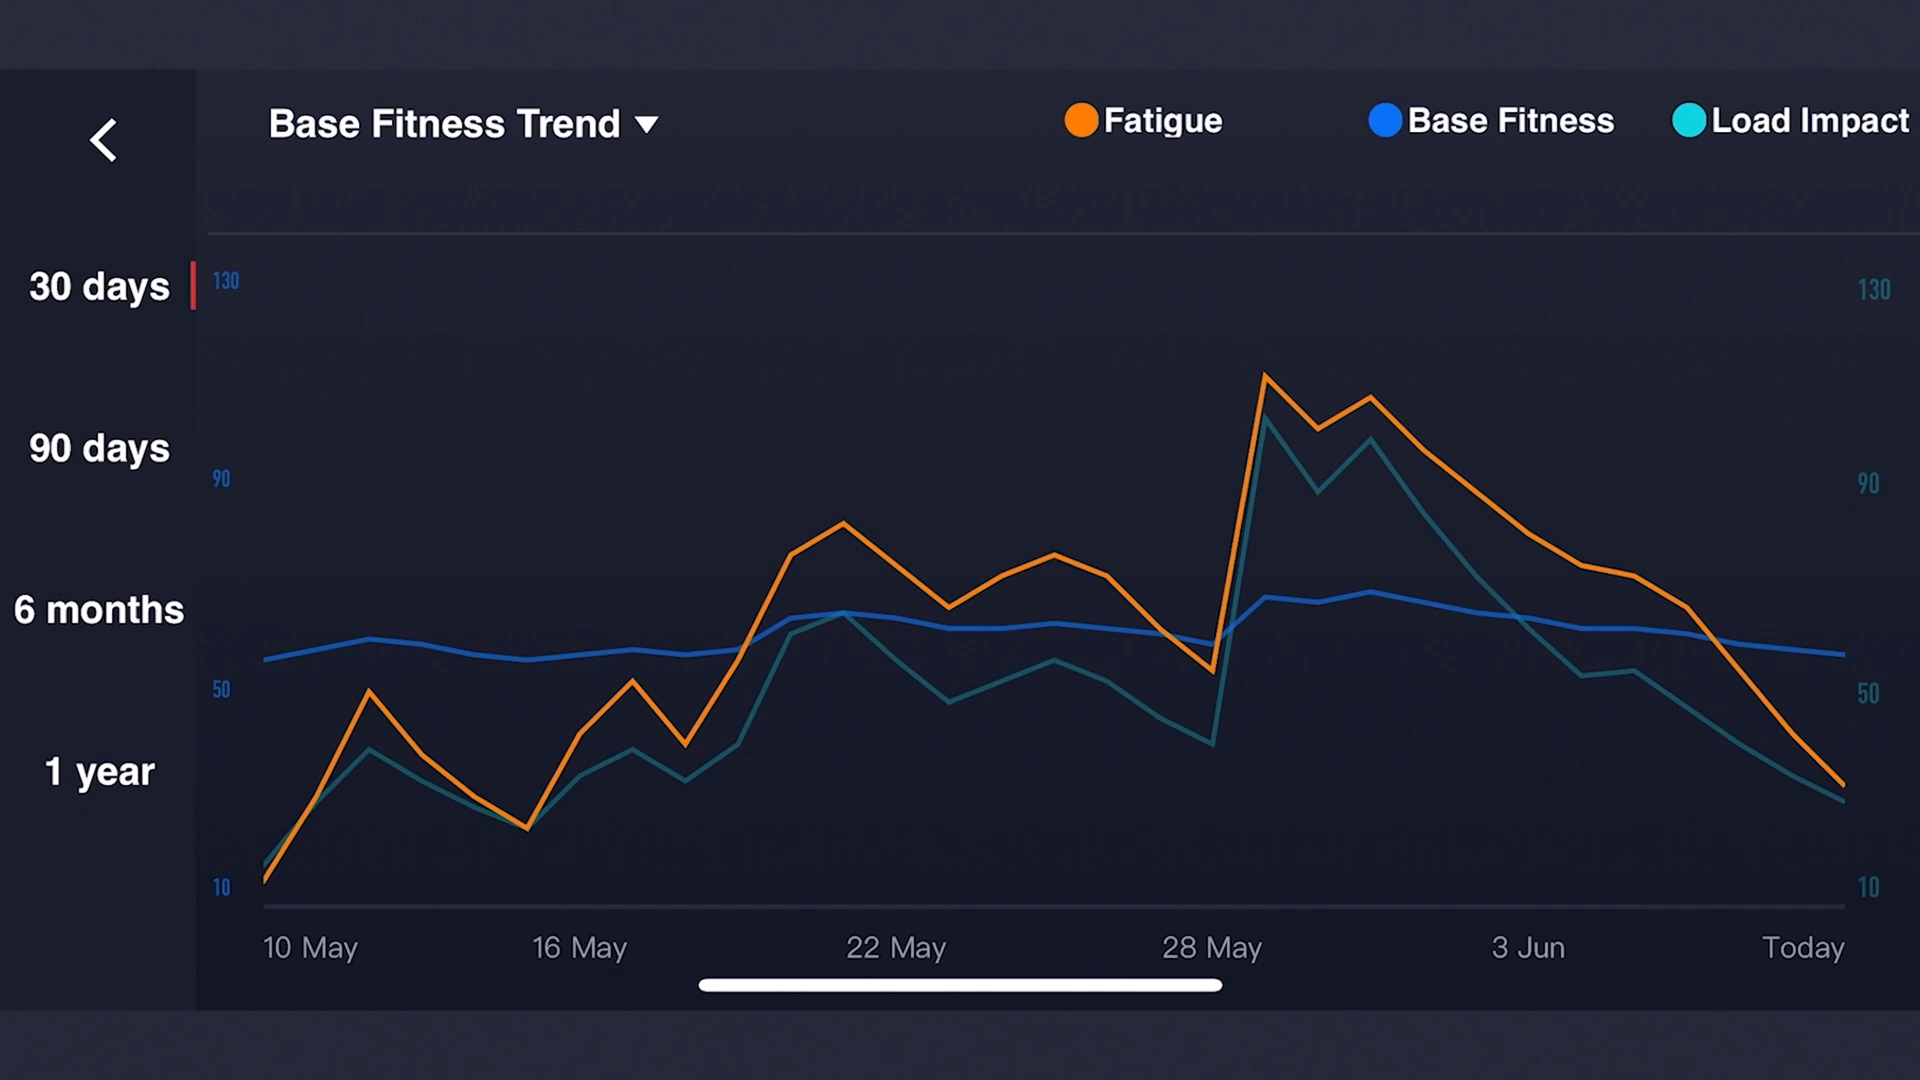 Base Fitness Trend
Fatigue
Base Fitness
Load Impact
30 days
90 days
6 months
1 year
130
90
50
10
130
90
50
10
10 May
16 May
22 May
28 May
3 Jun
Today